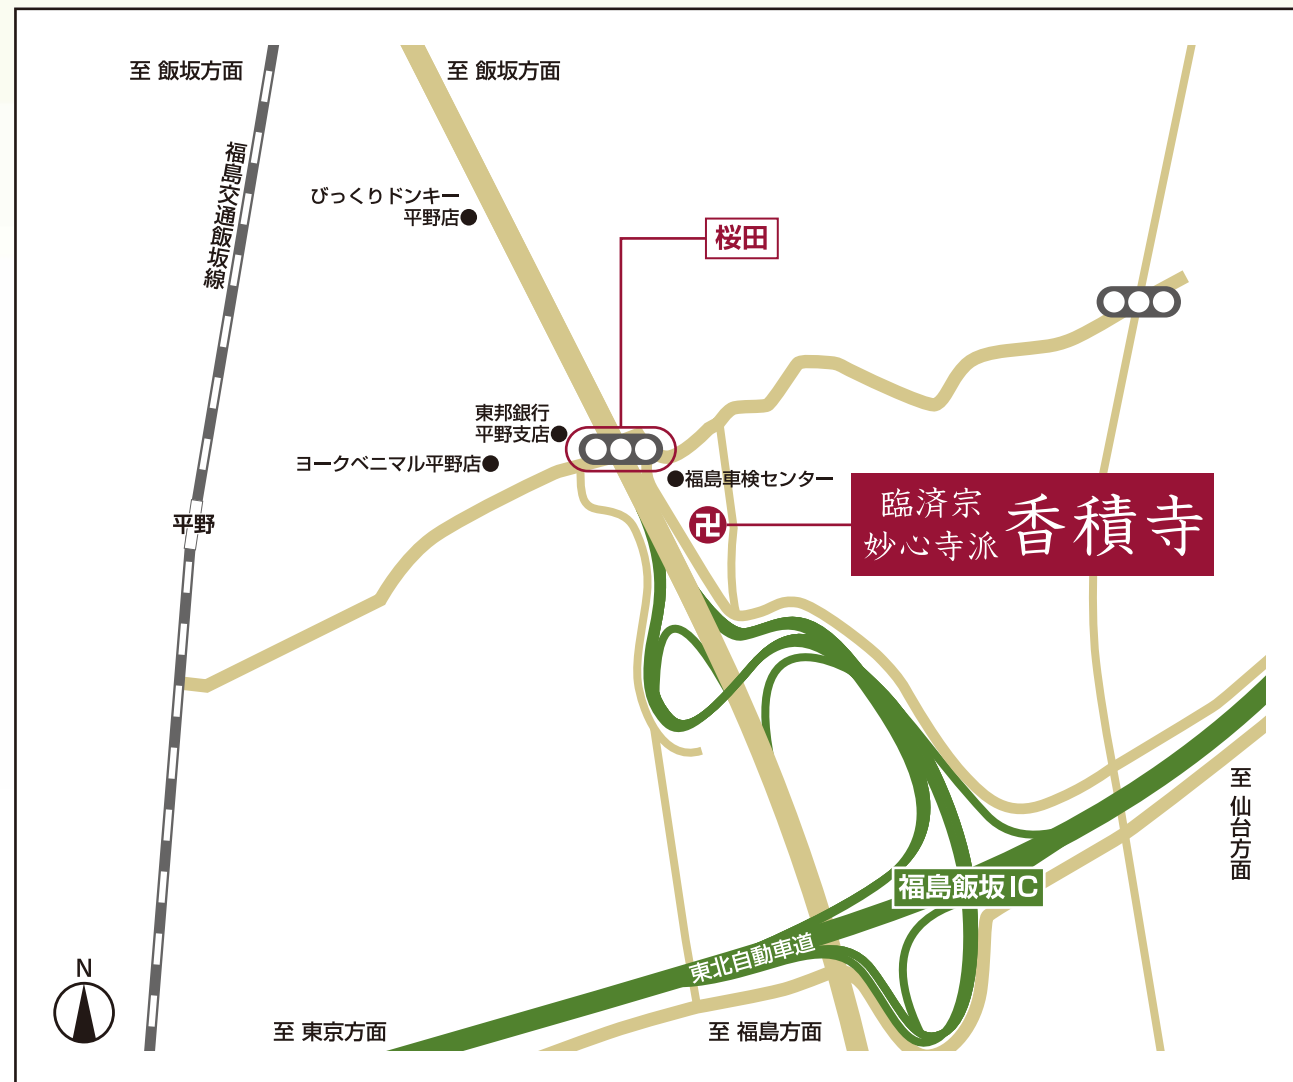 至 飯坂方面
至 飯坂方面
福島交通飯坂線
びっくりドンキー
平野店
桜田
東邦銀行
平野支店
ヨークベニマル平野店
福島車検センター
平野
卍
臨済宗
妙心寺派
香積寺
至 仙台方面
福島飯坂IC
東北自動車道
N
至 東京方面
至 福島方面